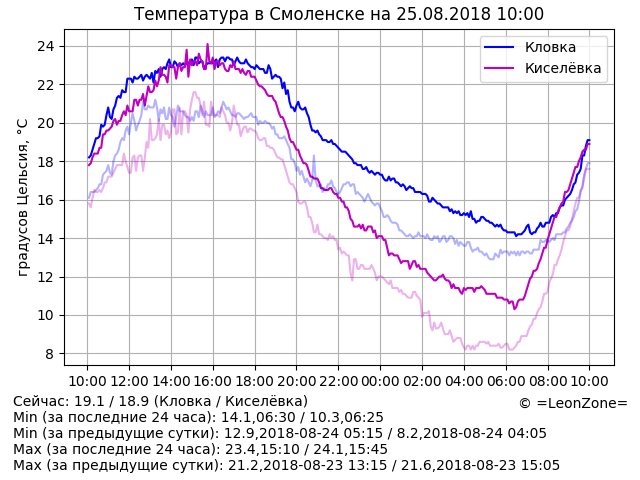 Температура в Смоленске на 25.08.2018 10:00
Кловка
Киселёвка
градусов Цельсия, °C
24
22
20
18
16
14
12
10
8
10:00 12:00 14:00 16:00 18:00 20:00 22:00 00:00 02:00 04:00 06:00 08:00 10:00
Сейчас: 19.1 / 18.9 (Кловка / Киселёвка)
© =LeonZone=
Min (за последние 24 часа): 14.1,06:30 / 10.3,06:25
Min (за предыдущие сутки): 12.9,2018-08-24 05:15 / 8.2,2018-08-24 04:05
Max (за последние 24 часа): 23.4,15:10 / 24.1,15:45
Max (за предыдущие сутки): 21.2,2018-08-23 13:15 / 21.6,2018-08-23 15:05